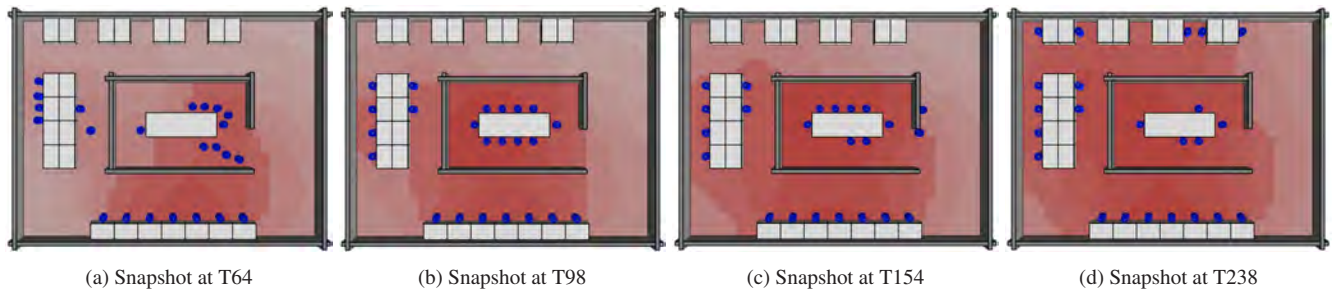 (a) Snapshot at T64
(b) Snapshot at T98
(c) Snapshot at T154
(d) Snapshot at T238